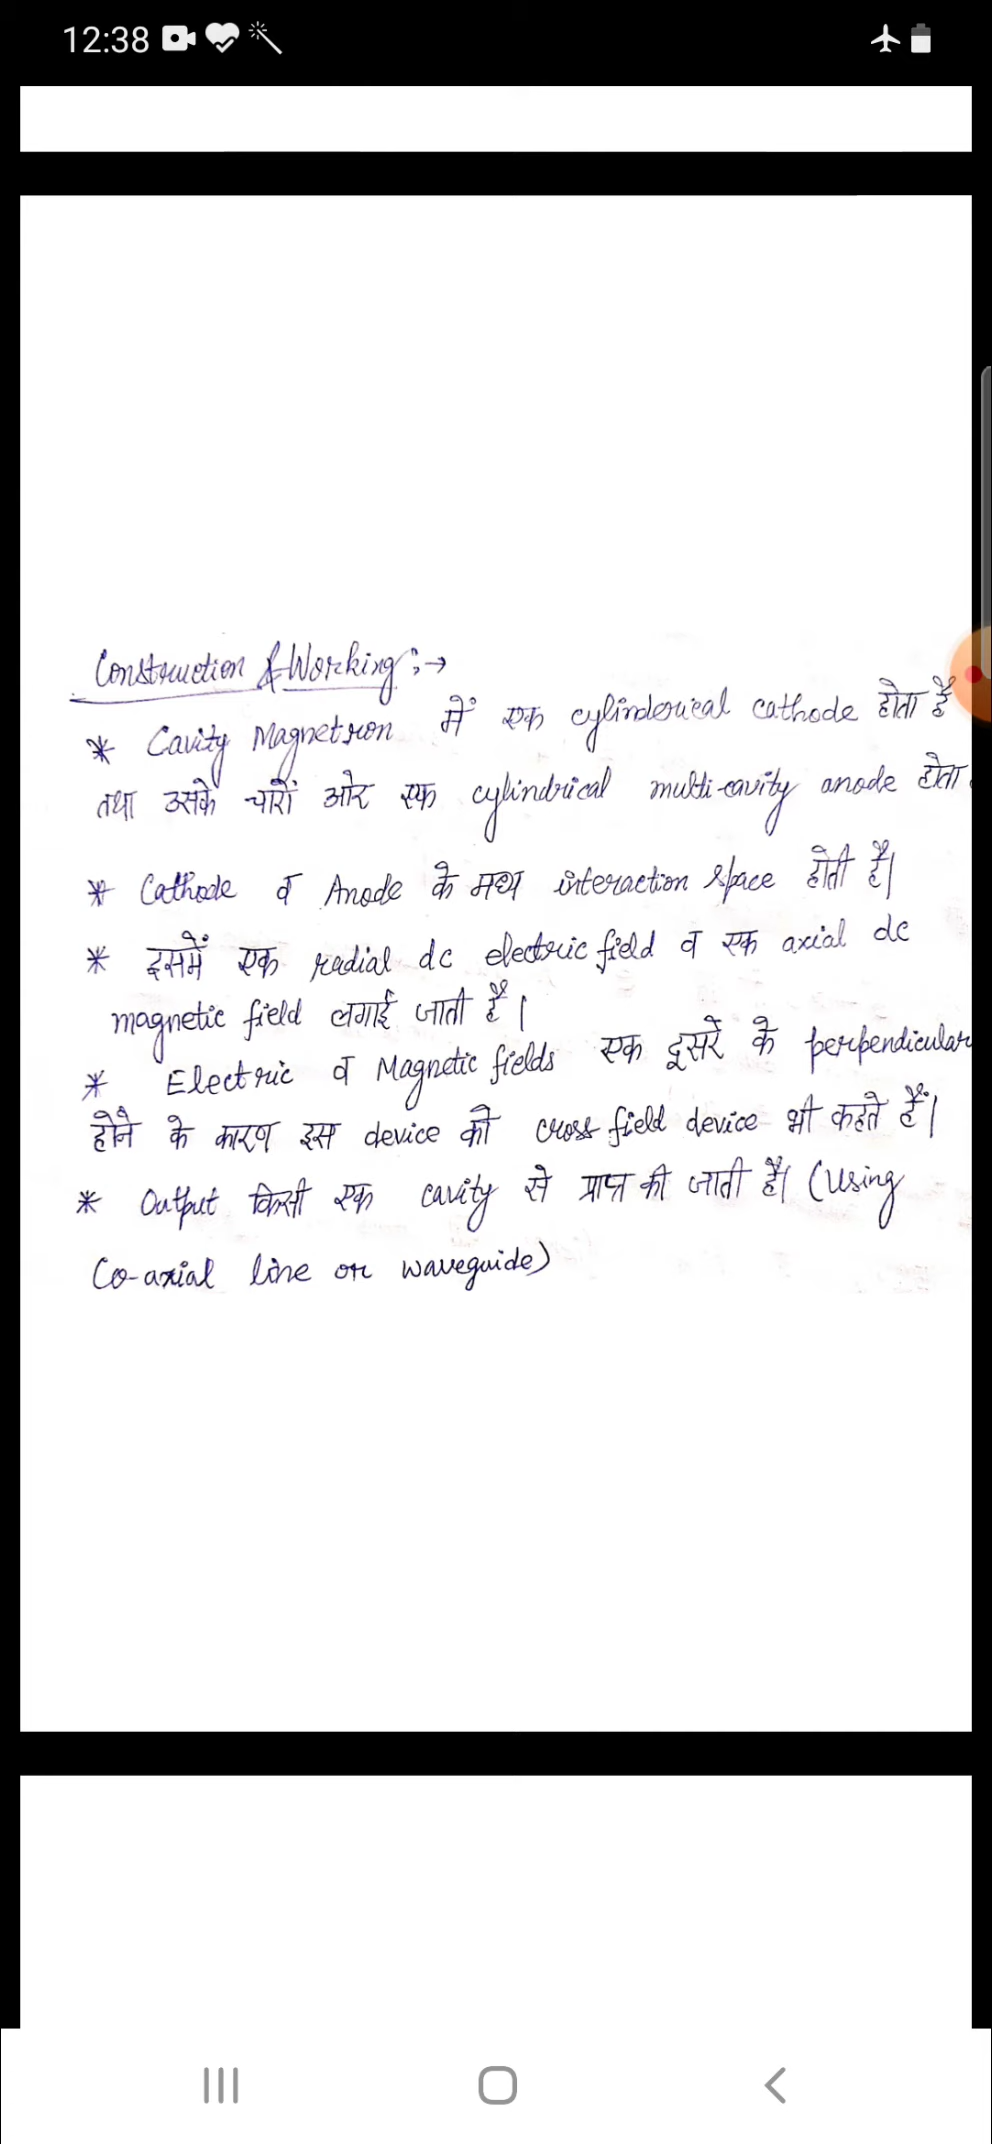 12:38
Construction & Working :→
* Cavity Magnetron में एक cylinderical cathode होता है
तथा उसके चारों ओर एक cylindrical multi-cavity anode होता
* Cathode व Anode के मध्य interaction space होती है।
* इसमें एक radial dc electric field व एक axial dc
magnetic field लगाई जाती है।
* Electric व Magnetic fields एक दूसरे के perpendicular
होने के कारण इस device को cross field device भी कहते हैं।
* Output किसी एक cavity से प्राप्त की जाती है। (Using
Co-axial line or waveguide)